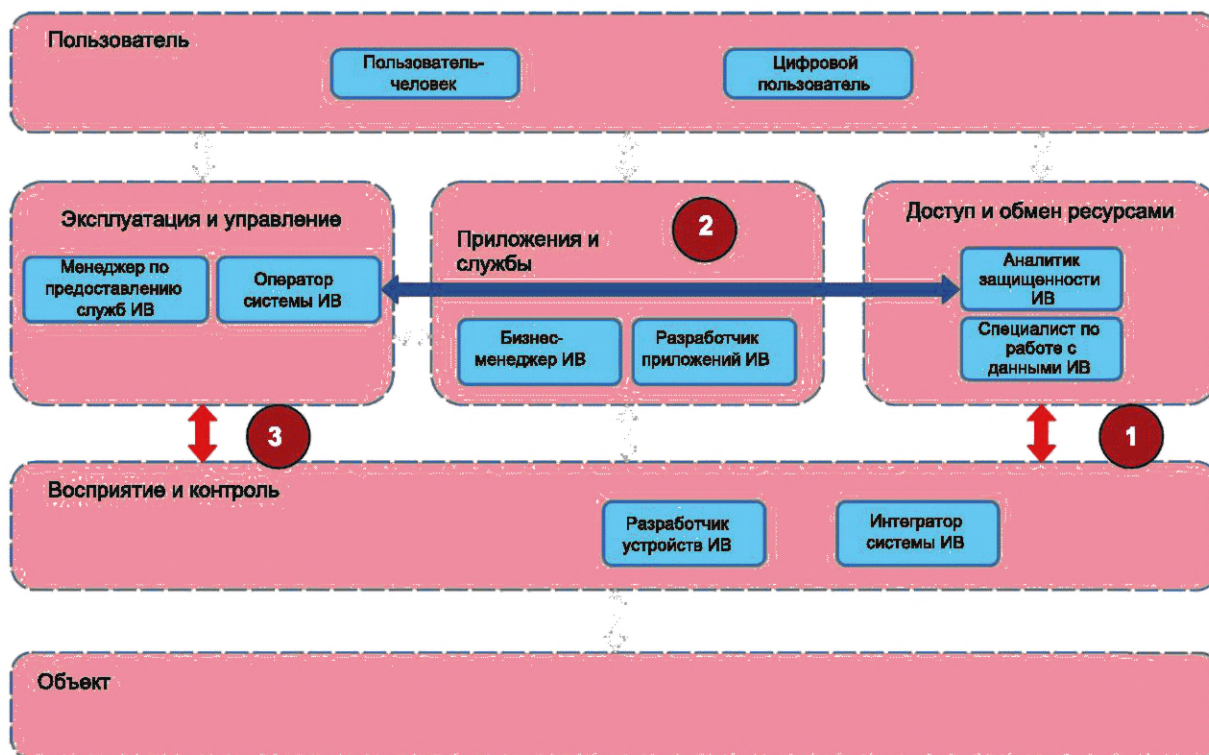 Пользователь
Пользователь-
человек
Цифровой
пользователь
Эксплуатация и управление
Менеджер по
предоставлению
служб ИВ
Оператор
системы ИВ
2
Приложения и
службы
Бизнес-
менеджер ИВ
Разработчик
приложений ИВ
Доступ и обмен ресурсами
Аналитик
защищенности
ИВ
Специалист по
работе с
данными ИВ
3
1
Восприятие и контроль
Разработчик
устройств ИВ
Интегратор
системы ИВ
Объект